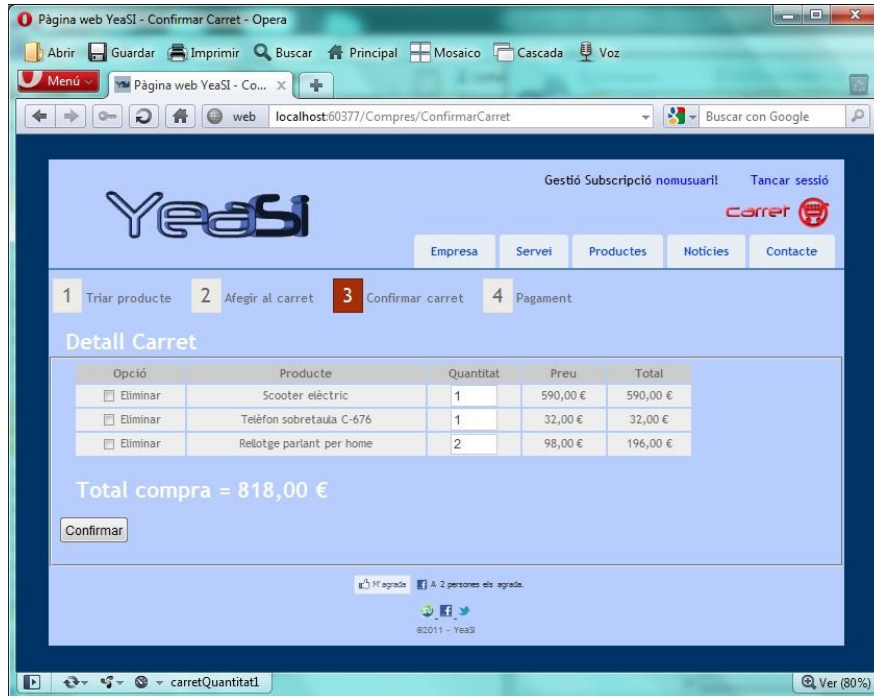 Pàgina web YeaSI - Confirmar Carret - Opera
Abrir Guardar Imprimir Buscar Principal Mosaico Cascada Voz
Menú Pàgina web YeaSI - Co... x
web localhost:60377/Compres/ConfirmarCarret Buscar con Google
Gestió Subscripció nomusuari! Tancar sessió
YeaSi
carret
Empresa Servei Productes Notícies Contacte
1 Triar producte 2 Afegir al carret 3 Confirmar carret 4 Pagament
Detall Carret
Opció Producte Quantitat Preu Total
Eliminar Scooter elèctric 1 590,00 € 590,00 €
Eliminar Telèfon sobretaula C-676 1 32,00 € 32,00 €
Eliminar Rellotge parlant per home 2 98,00 € 196,00 €
Total compra = 818,00 €
Confirmar
M'agrada A 2 persones els agrada.
©2011 - YeaSI
carretQuantitat1 Ver (80%)